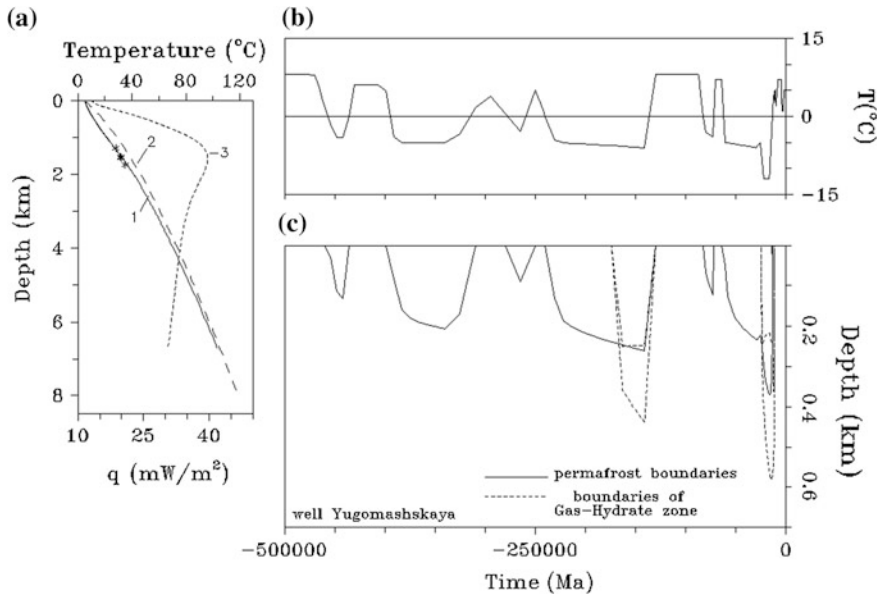 (a)
Temperature (°C)
0 40 80 120
0
2
4
6
8
Depth (km)
1
2
3
10 25 40
q (mW/m²)
(b)
15
0
-15
T(°C)
(c)
0.2
0.4
0.6
Depth (km)
permafrost boundaries
boundaries of
Gas-Hydrate zone
well Yugomashskaya
-500000 -250000 0
Time (Ma)